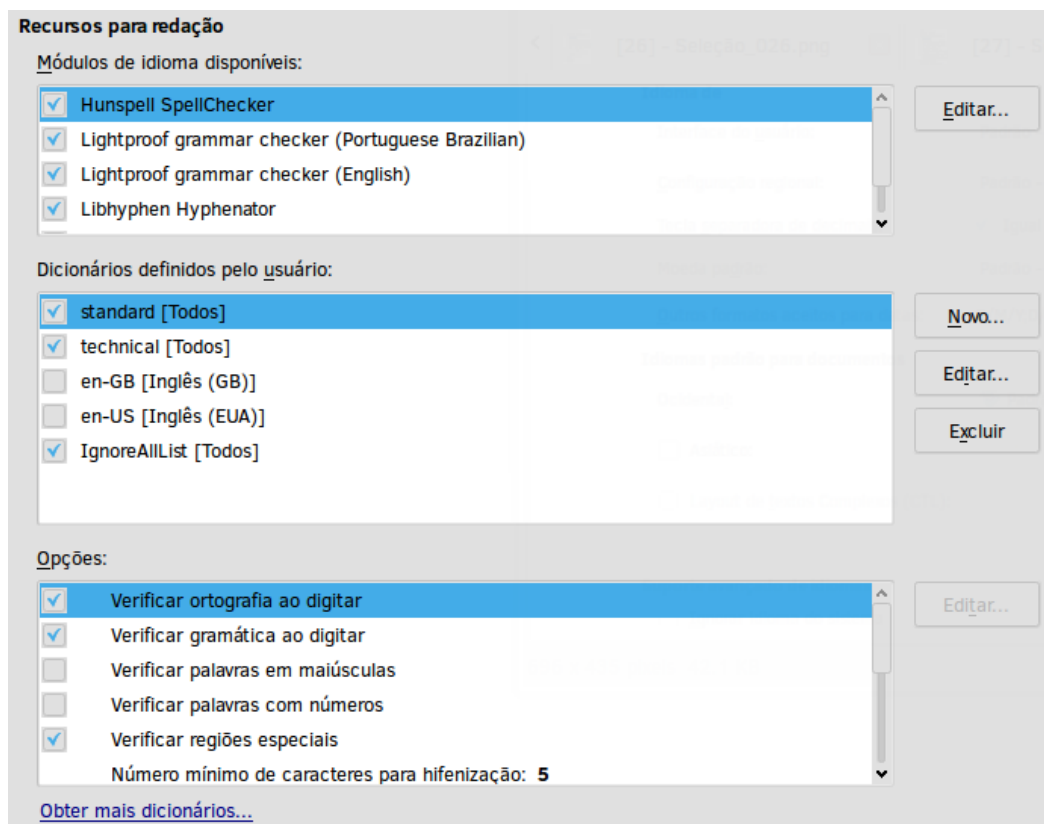 Recursos para redação
Módulos de idioma disponíveis:
Hunspell SpellChecker
Editar...
Lightproof grammar checker (Portuguese Brazilian)
Lightproof grammar checker (English)
Libhyphen Hyphenator
Dicionários definidos pelo usuário:
standard [Todos]
Novo...
technical [Todos]
en-GB [Inglês (GB)]
Editar...
en-US [Inglês (EUA)]
Excluir
IgnoreAllList [Todos]
Opções:
Verificar ortografia ao digitar
Editar...
Verificar gramática ao digitar
Verificar palavras em maiúsculas
Verificar palavras com números
Verificar regiões especiais
Número mínimo de caracteres para hifenização: 5
Obter mais dicionários...